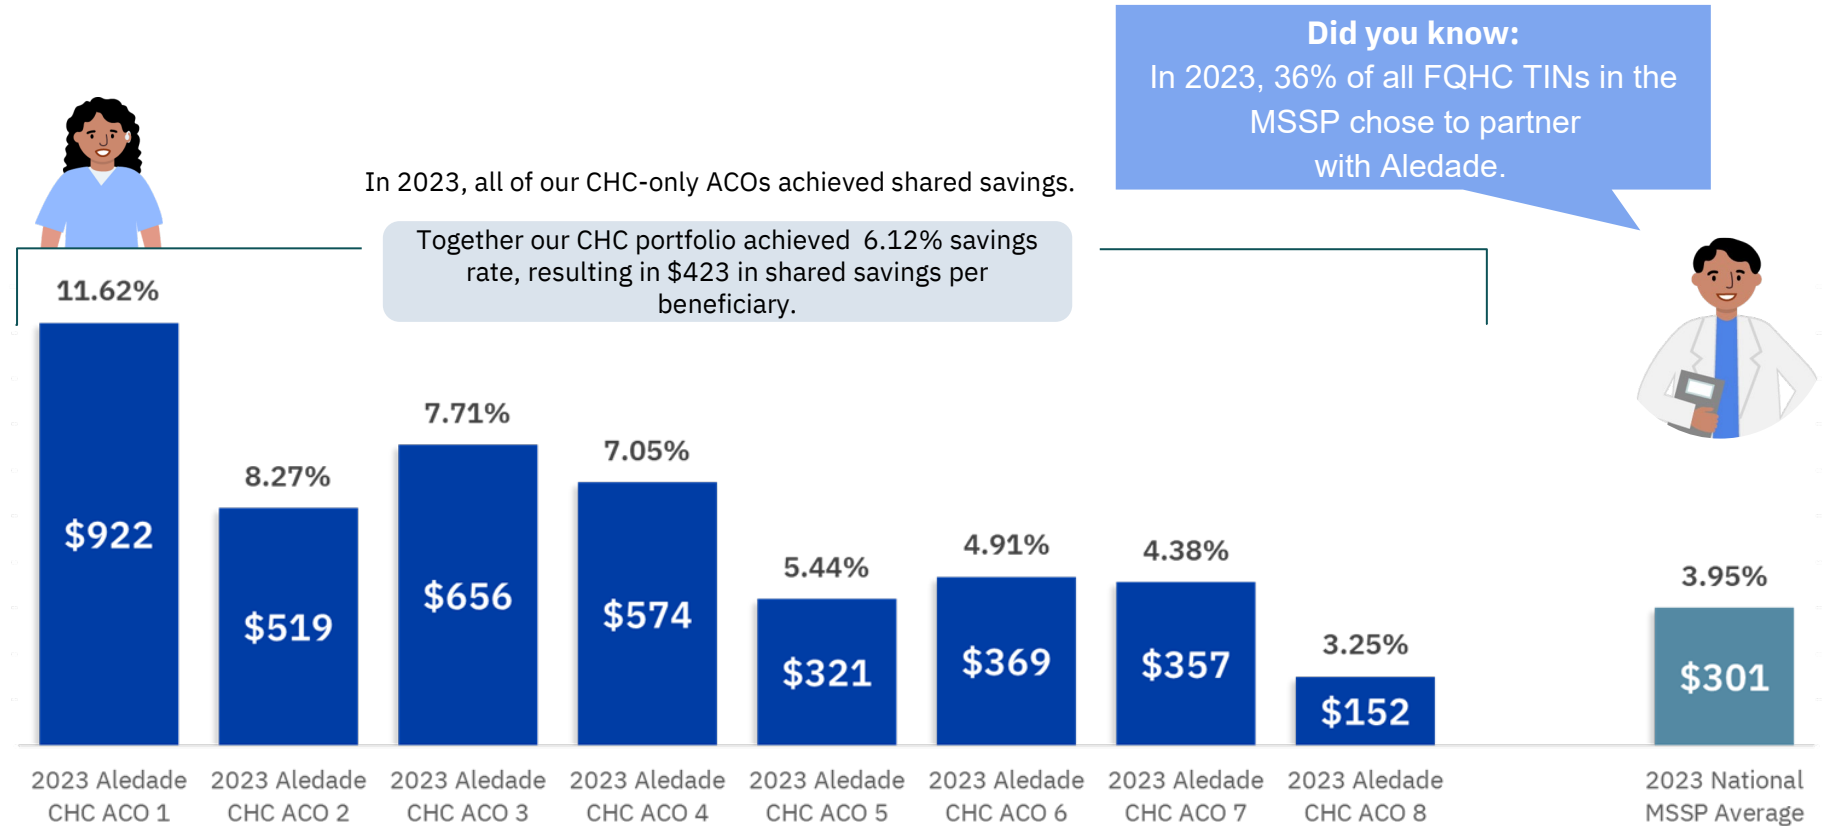 Did you know:
In 2023, 36% of all FQHC TINs in the
MSSP chose to partner
with Aledade.
In 2023, all of our CHC-only ACOs achieved shared savings.
Together our CHC portfolio achieved 6.12% savings
rate, resulting in $423 in shared savings per
beneficiary.
11.62%
8.27%
7.71%
7.05%
5.44%
4.91%
4.38%
3.25%
3.95%
$922
$519
$656
$574
$321
$369
$357
$152
$301
2023 Aledade
CHC ACO 1
2023 Aledade
CHC ACO 2
2023 Aledade
CHC ACO 3
2023 Aledade
CHC ACO 4
2023 Aledade
CHC ACO 5
2023 Aledade
CHC ACO 6
2023 Aledade
CHC ACO 7
2023 Aledade
CHC ACO 8
2023 National
MSSP Average